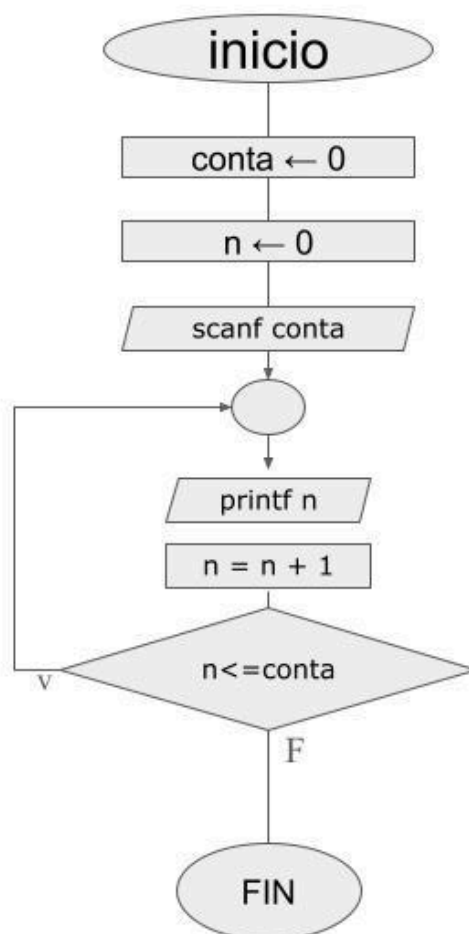 inicio
conta ← 0
n ← 0
scanf conta
printf n
n = n + 1
n<=conta
v
F
FIN